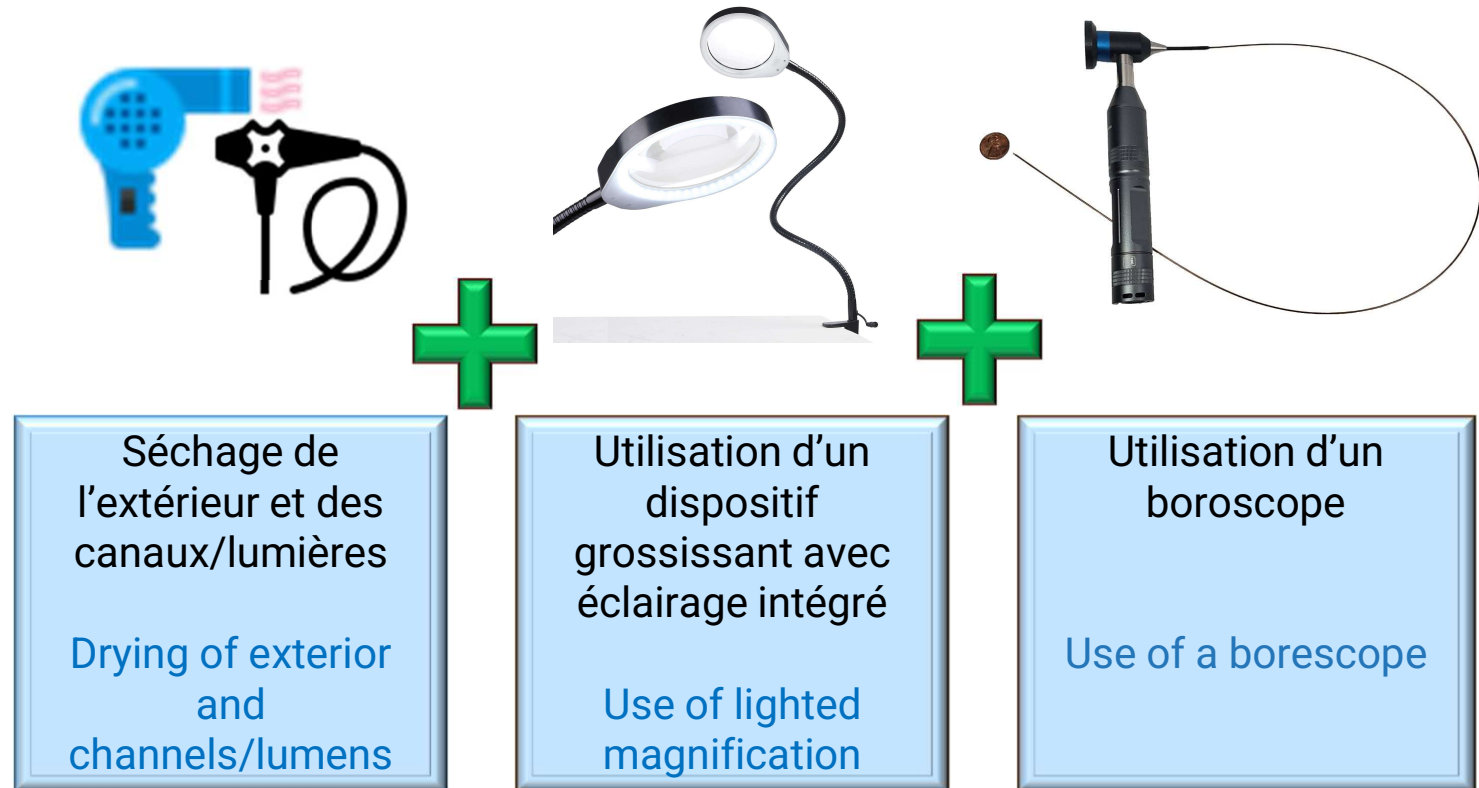 Séchage de
l’extérieur et des
canaux/lumières
Drying of exterior
and
channels/lumens
Utilisation d’un
dispositif
grossissant avec
éclairage intégré
Use of lighted
magnification
Utilisation d’un
boroscope
Use of a borescope